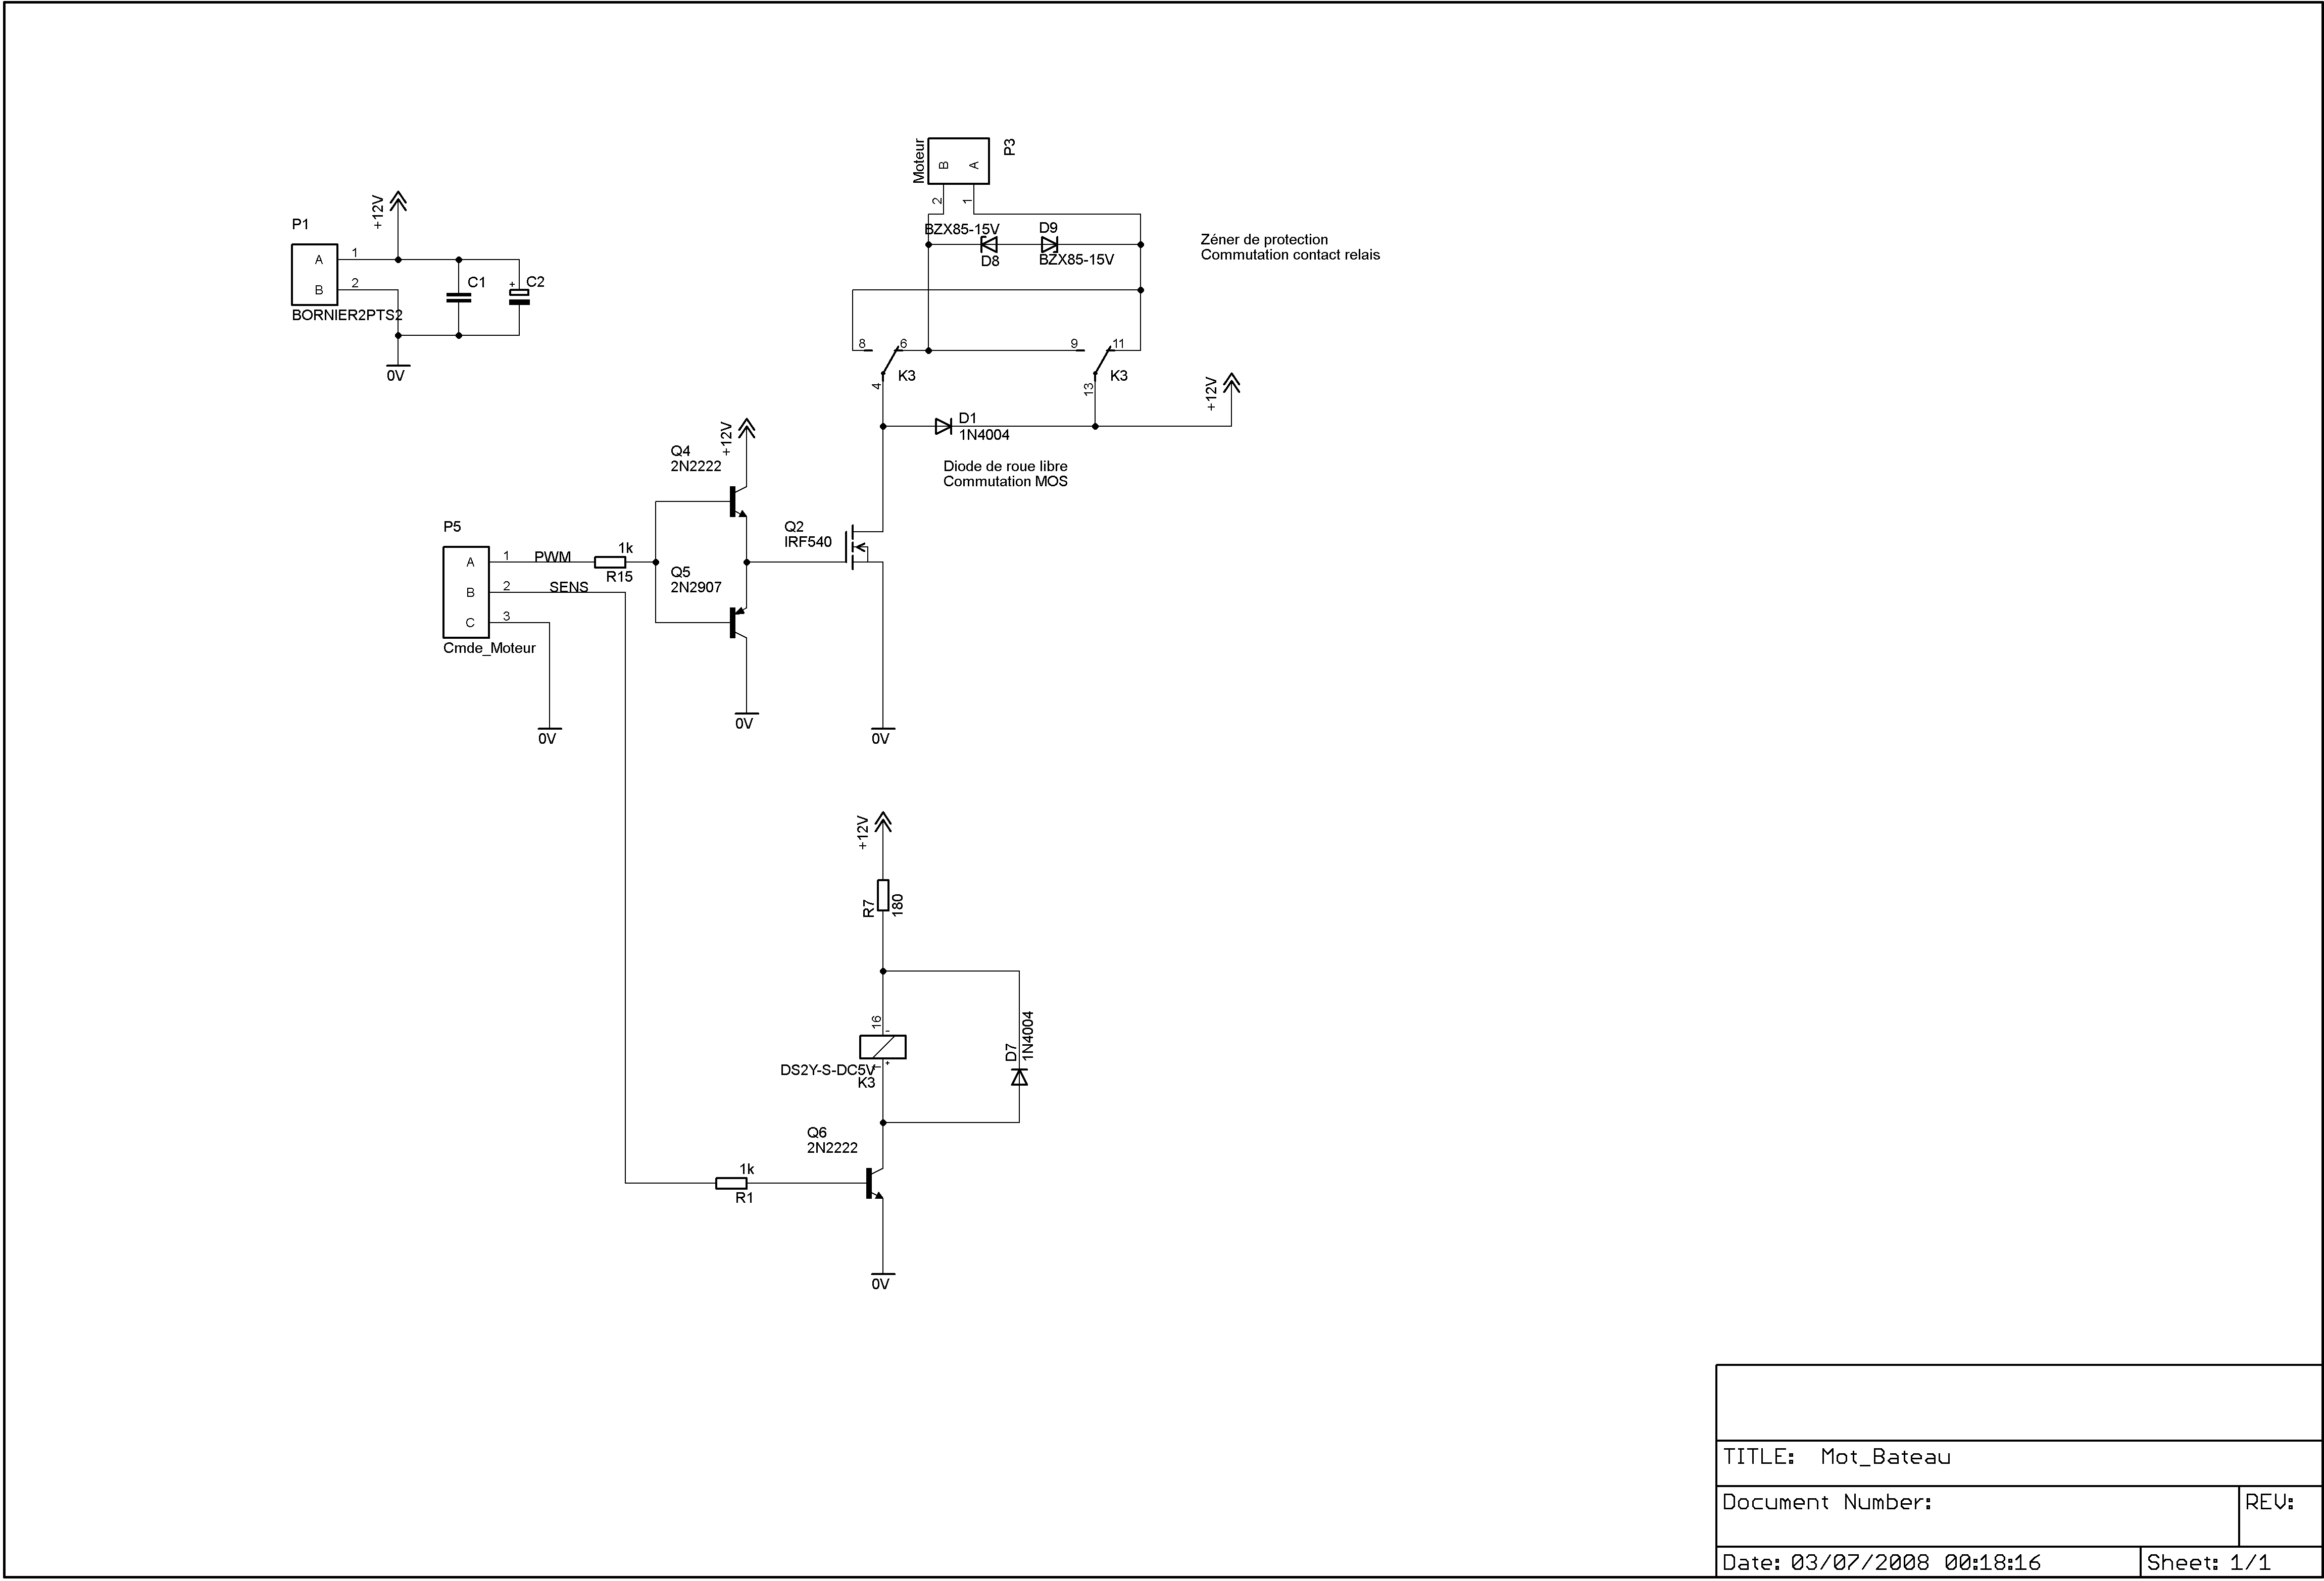 Moteur
B
A
P3
2
1
BZX85-15V
D9
D8
BZX85-15V
Zéner de protection
Commutation contact relais
+12V
P1
A
1
B
2
BORNIER2PTS2
C1
+
C2
0V
8
6
9
11
K3
K3
4
13
+12V
D1
1N4004
Diode de roue libre
Commutation MOS
+12V
Q4
2N2222
Q2
IRF540
P5
A
1
PWM
1k
R15
Q5
2N2907
B
2
SENS
C
3
Cmde_Moteur
0V
0V
0V
+12V
R7
180
16
-
DS2Y-S-DC5V
1
+
K3
D7
1N4004
Q6
2N2222
1k
R1
0V
TITLE: Mot_Bateau
Document Number:
REV:
Date: 03/07/2008 00:18:16
Sheet: 1/1